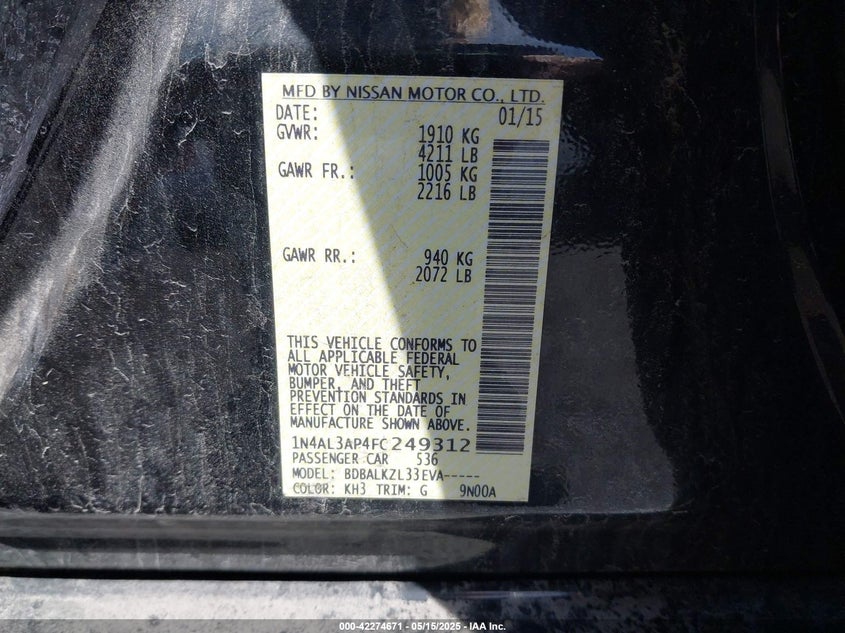 MFD BY NISSAN MOTOR CO., LTD.
DATE: 01/15
GVWR: 1910 KG
4211 LB
GAWR FR.: 1005 KG
2216 LB
GAWR RR.: 940 KG
2072 LB
THIS VEHICLE CONFORMS TO
ALL APPLICABLE FEDERAL
MOTOR VEHICLE SAFETY,
BUMPER, AND THEFT
PREVENTION STANDARDS IN
EFFECT ON THE DATE OF
MANUFACTURE SHOWN ABOVE.
1N4AL3AP4FC249312
PASSENGER CAR 536
MODEL: BDBALKZL33EVA-----
COLOR: KH3 TRIM: G 9N00A
000-42274671 - 05/15/2025 - IAA Inc.